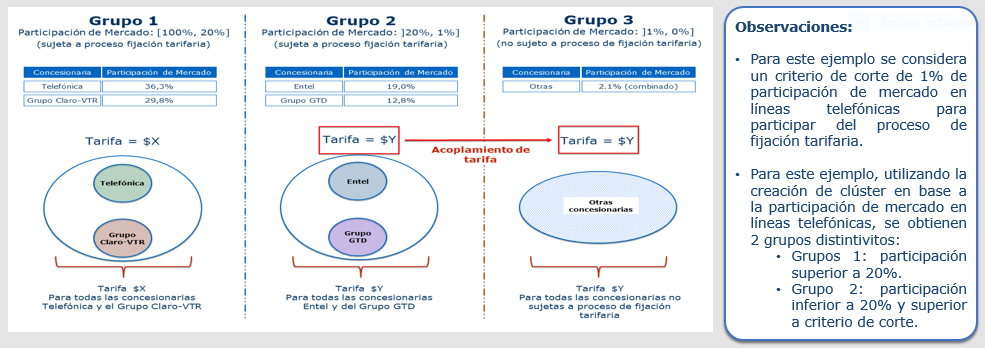 Grupo 1
Participación de Mercado: [100%, 20%]
(sujeta a proceso fijación tarifaria)
Concesionaria Participación de Mercado
Telefónica 36,3%
Grupo Claro-VTR 29,8%
Tarifa = $X
Telefónica
Grupo
Claro-VTR
Tarifa $X
Para todas las concesionarias
Telefónica y el Grupo Claro-VTR
Grupo 2
Participación de Mercado: ]20%, 1%]
(sujeta a proceso de fijación tarifaria)
Concesionaria Participación de Mercado
Entel 19,0%
Grupo GTD 12,8%
Tarifa = $Y
Acoplamiento de
tarifa
Entel
Grupo
GTD
Tarifa $Y
Para todas las concesionarias
Entel y del Grupo GTD
Grupo 3
Participación de Mercado: ]1%, 0%]
(no sujeto a proceso de fijación tarifaria)
Concesionaria Participación de Mercado
Otras 2.1% (combinado)
Tarifa = $Y
Otras
concesionarias
Tarifa $Y
Para todas las concesionarias no
sujetas a proceso de fijación
tarifaria
Observaciones:
• Para este ejemplo se considera
un criterio de corte de 1% de
participación de mercado en
líneas telefónicas para
participar del proceso de
fijación tarifaria.
• Para este ejemplo, utilizando la
creación de clúster en base a
la participación de mercado en
líneas telefónicas, se obtienen
2 grupos distintivitos:
• Grupos 1: participación
superior a 20%.
• Grupo 2: participación
inferior a 20% y superior
a criterio de corte.